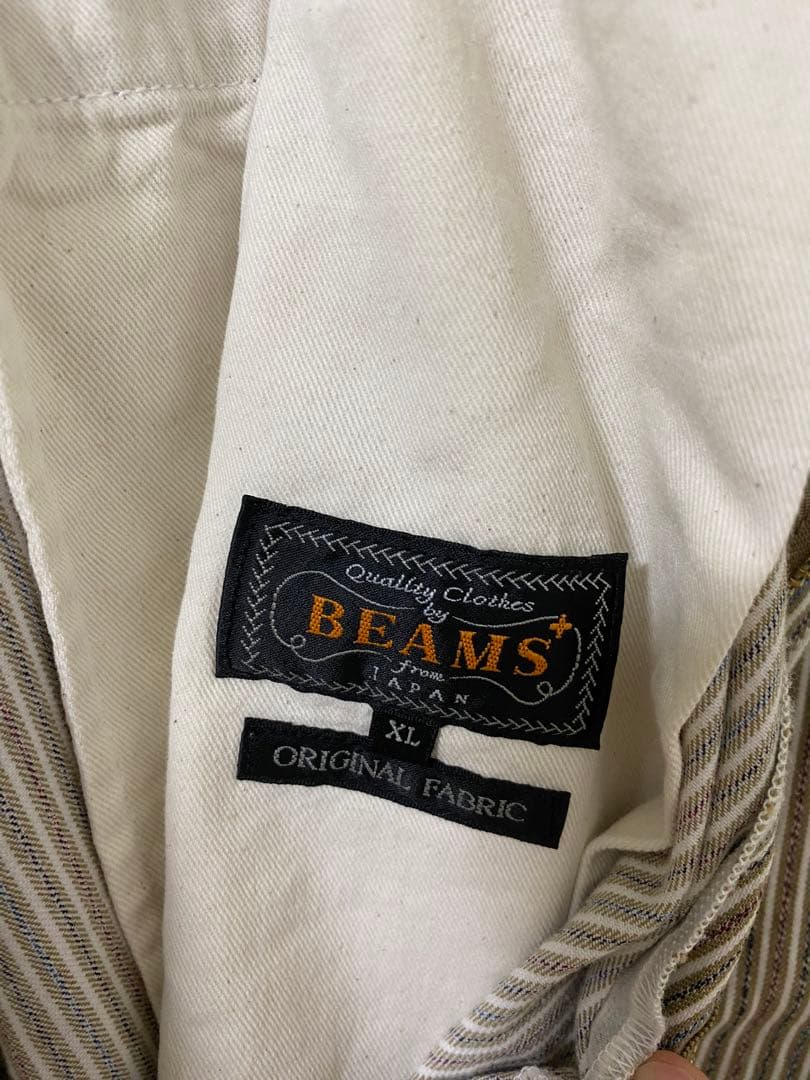 Quality Clothes
by
BEAMS+
from
JAPAN
XL
ORIGINAL FABRIC